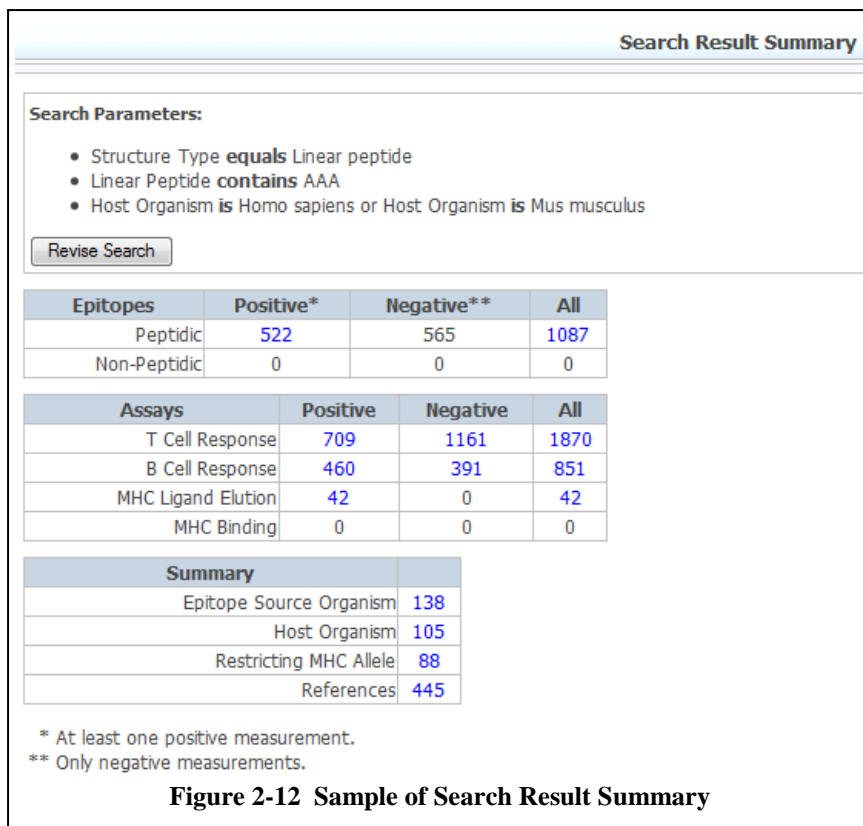 Search Result Summary
Search Parameters:
• Structure Type equals Linear peptide
• Linear Peptide contains AAA
• Host Organism is Homo sapiens or Host Organism is Mus musculus
Revise Search
Epitopes Positive* Negative** All
Peptidic 522 565 1087
Non-Peptidic 0 0 0
Assays Positive Negative All
T Cell Response 709 1161 1870
B Cell Response 460 391 851
MHC Ligand Elution 42 0 42
MHC Binding 0 0 0
Summary
Epitope Source Organism 138
Host Organism 105
Restricting MHC Allele 88
References 445
* At least one positive measurement.
** Only negative measurements.
Figure 2-12 Sample of Search Result Summary